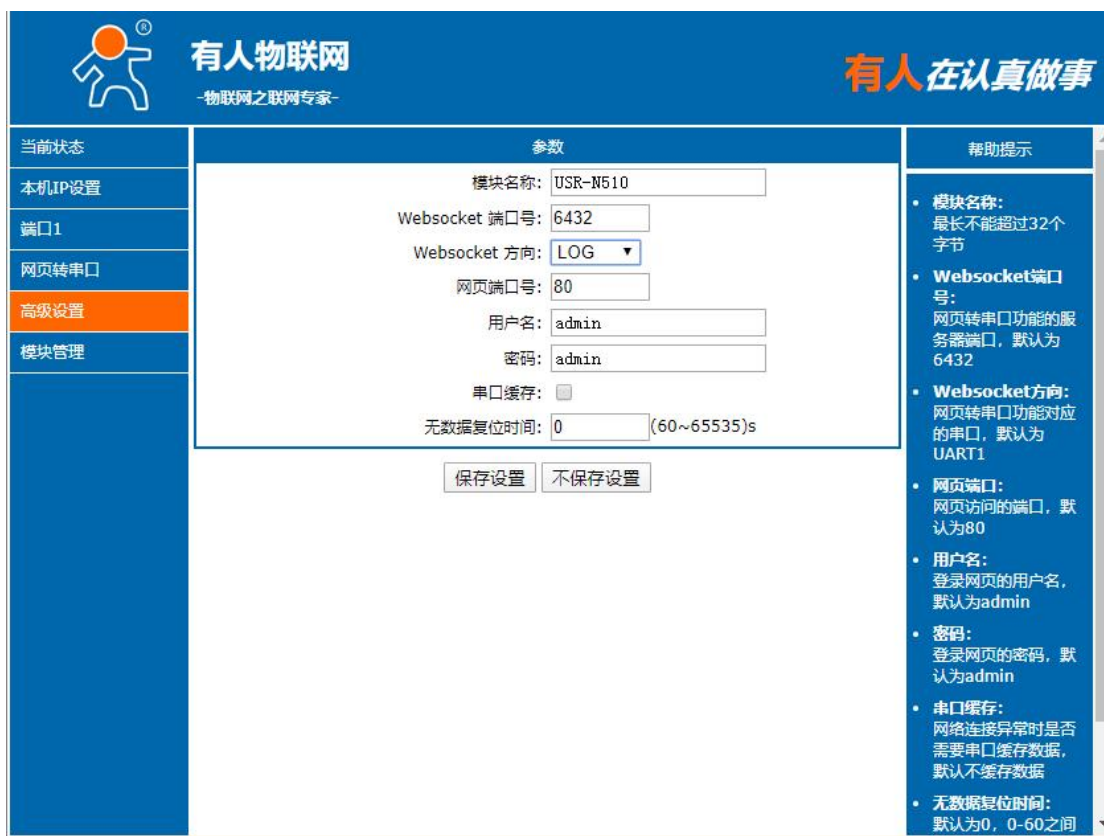 ®
有人物联网
-物联网之联网专家-
有人在认真做事
当前状态
本机IP设置
端口1
网页转串口
高级设置
模块管理
参数
模块名称: USR-N510
Websocket 端口号: 6432
Websocket 方向: LOG
网页端口号: 80
用户名: admin
密码: admin
串口缓存:
无数据复位时间: 0 (60~65535)s
保存设置 不保存设置
帮助提示
• 模块名称:
最长不能超过32个
字节
• Websocket端口
号:
网页转串口功能的服
务器端口，默认为
6432
• Websocket方向:
网页转串口功能对应
的串口，默认为
UART1
• 网页端口:
网页访问的端口，默
认为80
• 用户名:
登录网页的用户名，
默认为admin
• 密码:
登录网页的密码，默
认为admin
• 串口缓存:
网络连接异常时是否
需要串口缓存数据，
默认不缓存数据
• 无数据复位时间:
默认为0，0-60之间